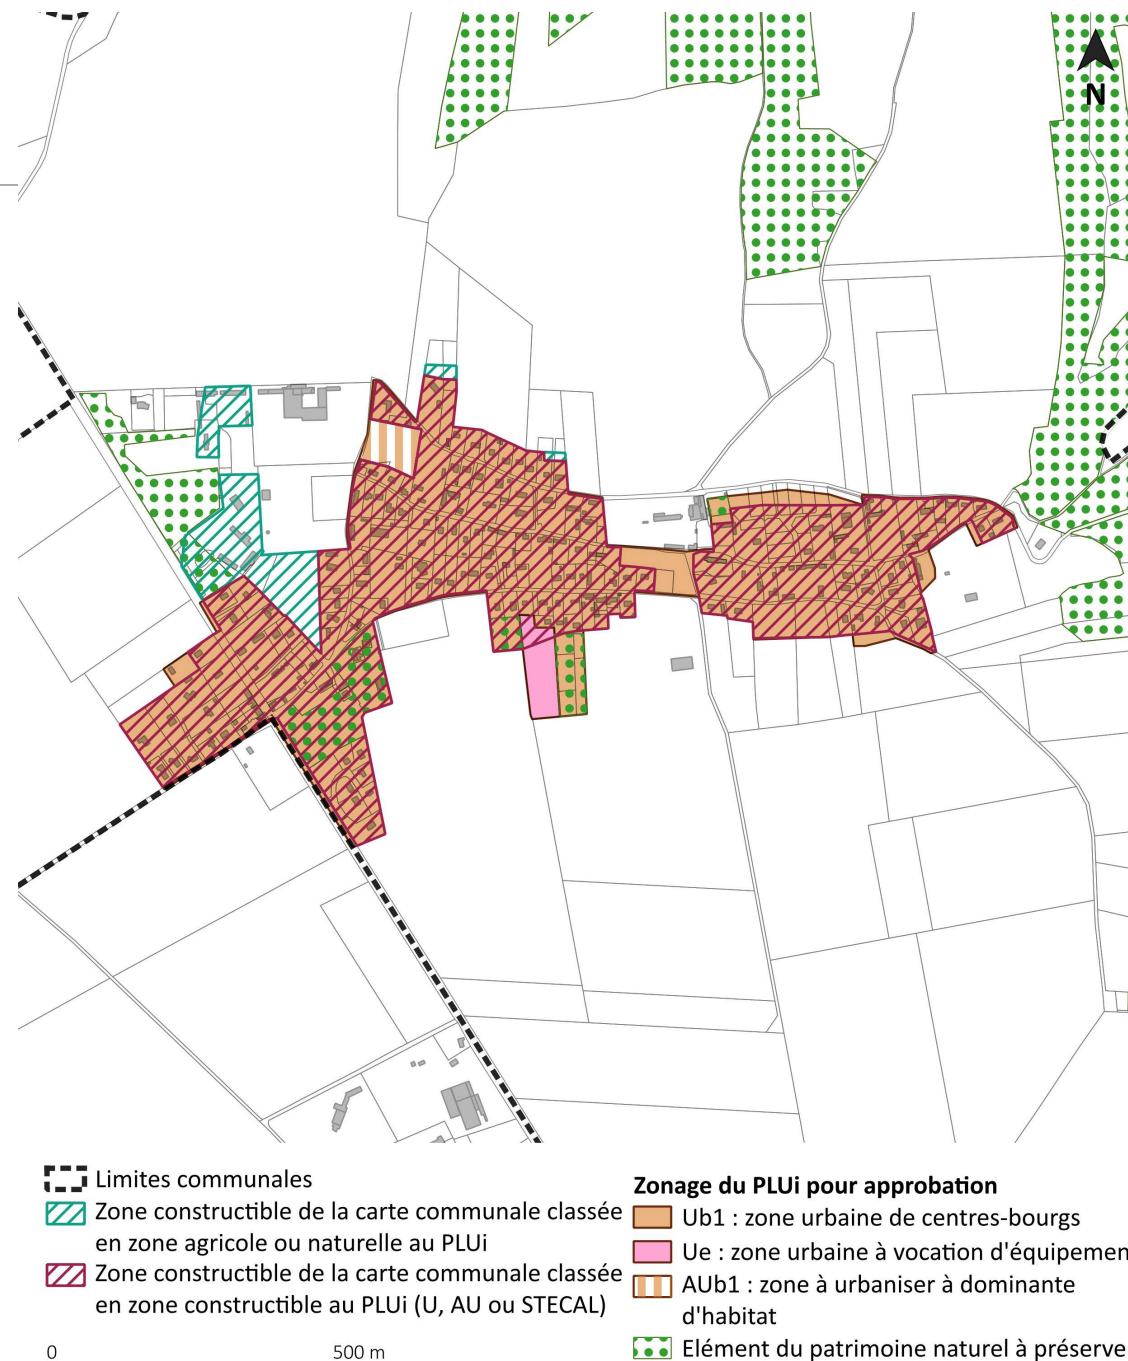 N
Limites communales
Zone constructible de la carte communale classée
en zone agricole ou naturelle au PLUi
Zone constructible de la carte communale classée
en zone constructible au PLUi (U, AU ou STECAL)
0 500 m
Zonage du PLUi pour approbation
Ub1 : zone urbaine de centres-bourgs
Ue : zone urbaine à vocation d'équipemen
AUb1 : zone à urbaniser à dominante
d'habitat
Elément du patrimoine naturel à préserve